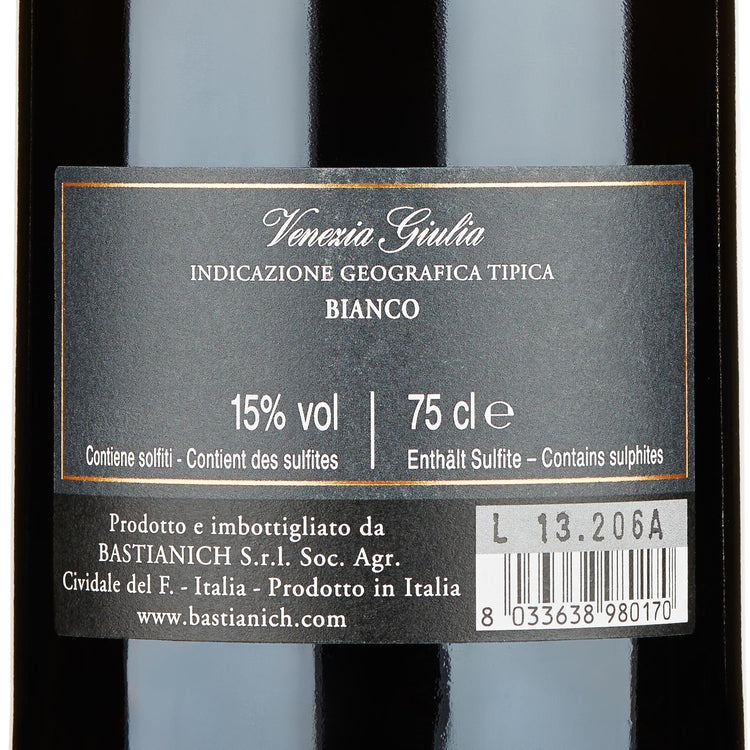 Venezia Giulia
INDICAZIONE GEOGRAFICA TIPICA
BIANCO
15% vol
Contiene solfiti - Contient des sulfites
75 cl ℮
Enthält Sulfite – Contains sulphites
Prodotto e imbottigliato da
BASTIANICH S.r.l. Soc. Agr.
Cividale del F. - Italia - Prodotto in Italia
www.bastianich.com
L 13.206A
8 033638 980170